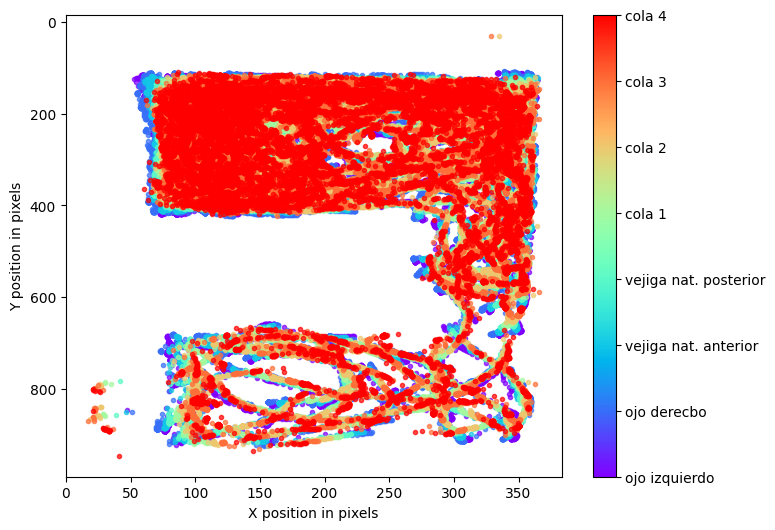 0
200
400
600
800
Y position in pixels
0
50
100
150
200
250
300
350
X position in pixels
cola 4
cola 3
cola 2
cola 1
vejiga nat. posterior
vejiga nat. anterior
ojo derecbo
ojo izquierdo